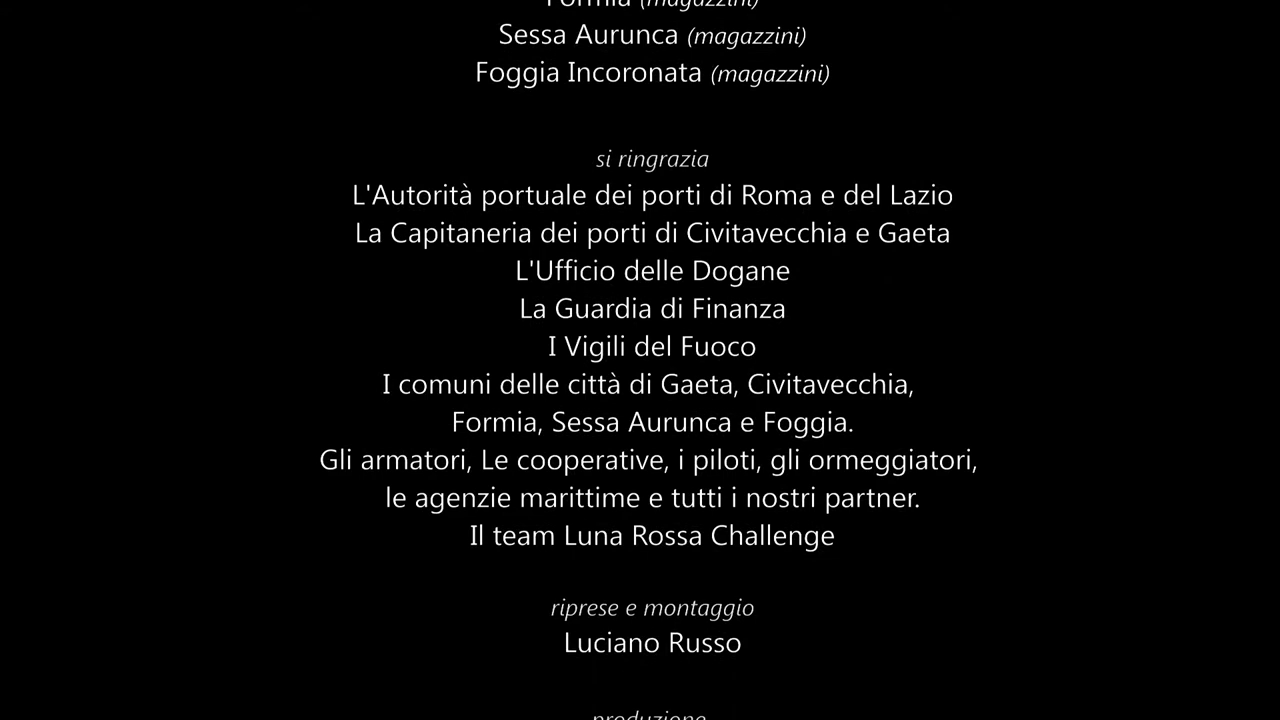 Formia (magazzini)
Sessa Aurunca (magazzini)
Foggia Incoronata (magazzini)
si ringrazia
L'Autorità portuale dei porti di Roma e del Lazio
La Capitaneria dei porti di Civitavecchia e Gaeta
L'Ufficio delle Dogane
La Guardia di Finanza
I Vigili del Fuoco
I comuni delle città di Gaeta, Civitavecchia,
Formia, Sessa Aurunca e Foggia.
Gli armatori, Le cooperative, i piloti, gli ormeggiatori,
le agenzie marittime e tutti i nostri partner.
Il team Luna Rossa Challenge
riprese e montaggio
Luciano Russo
produzione